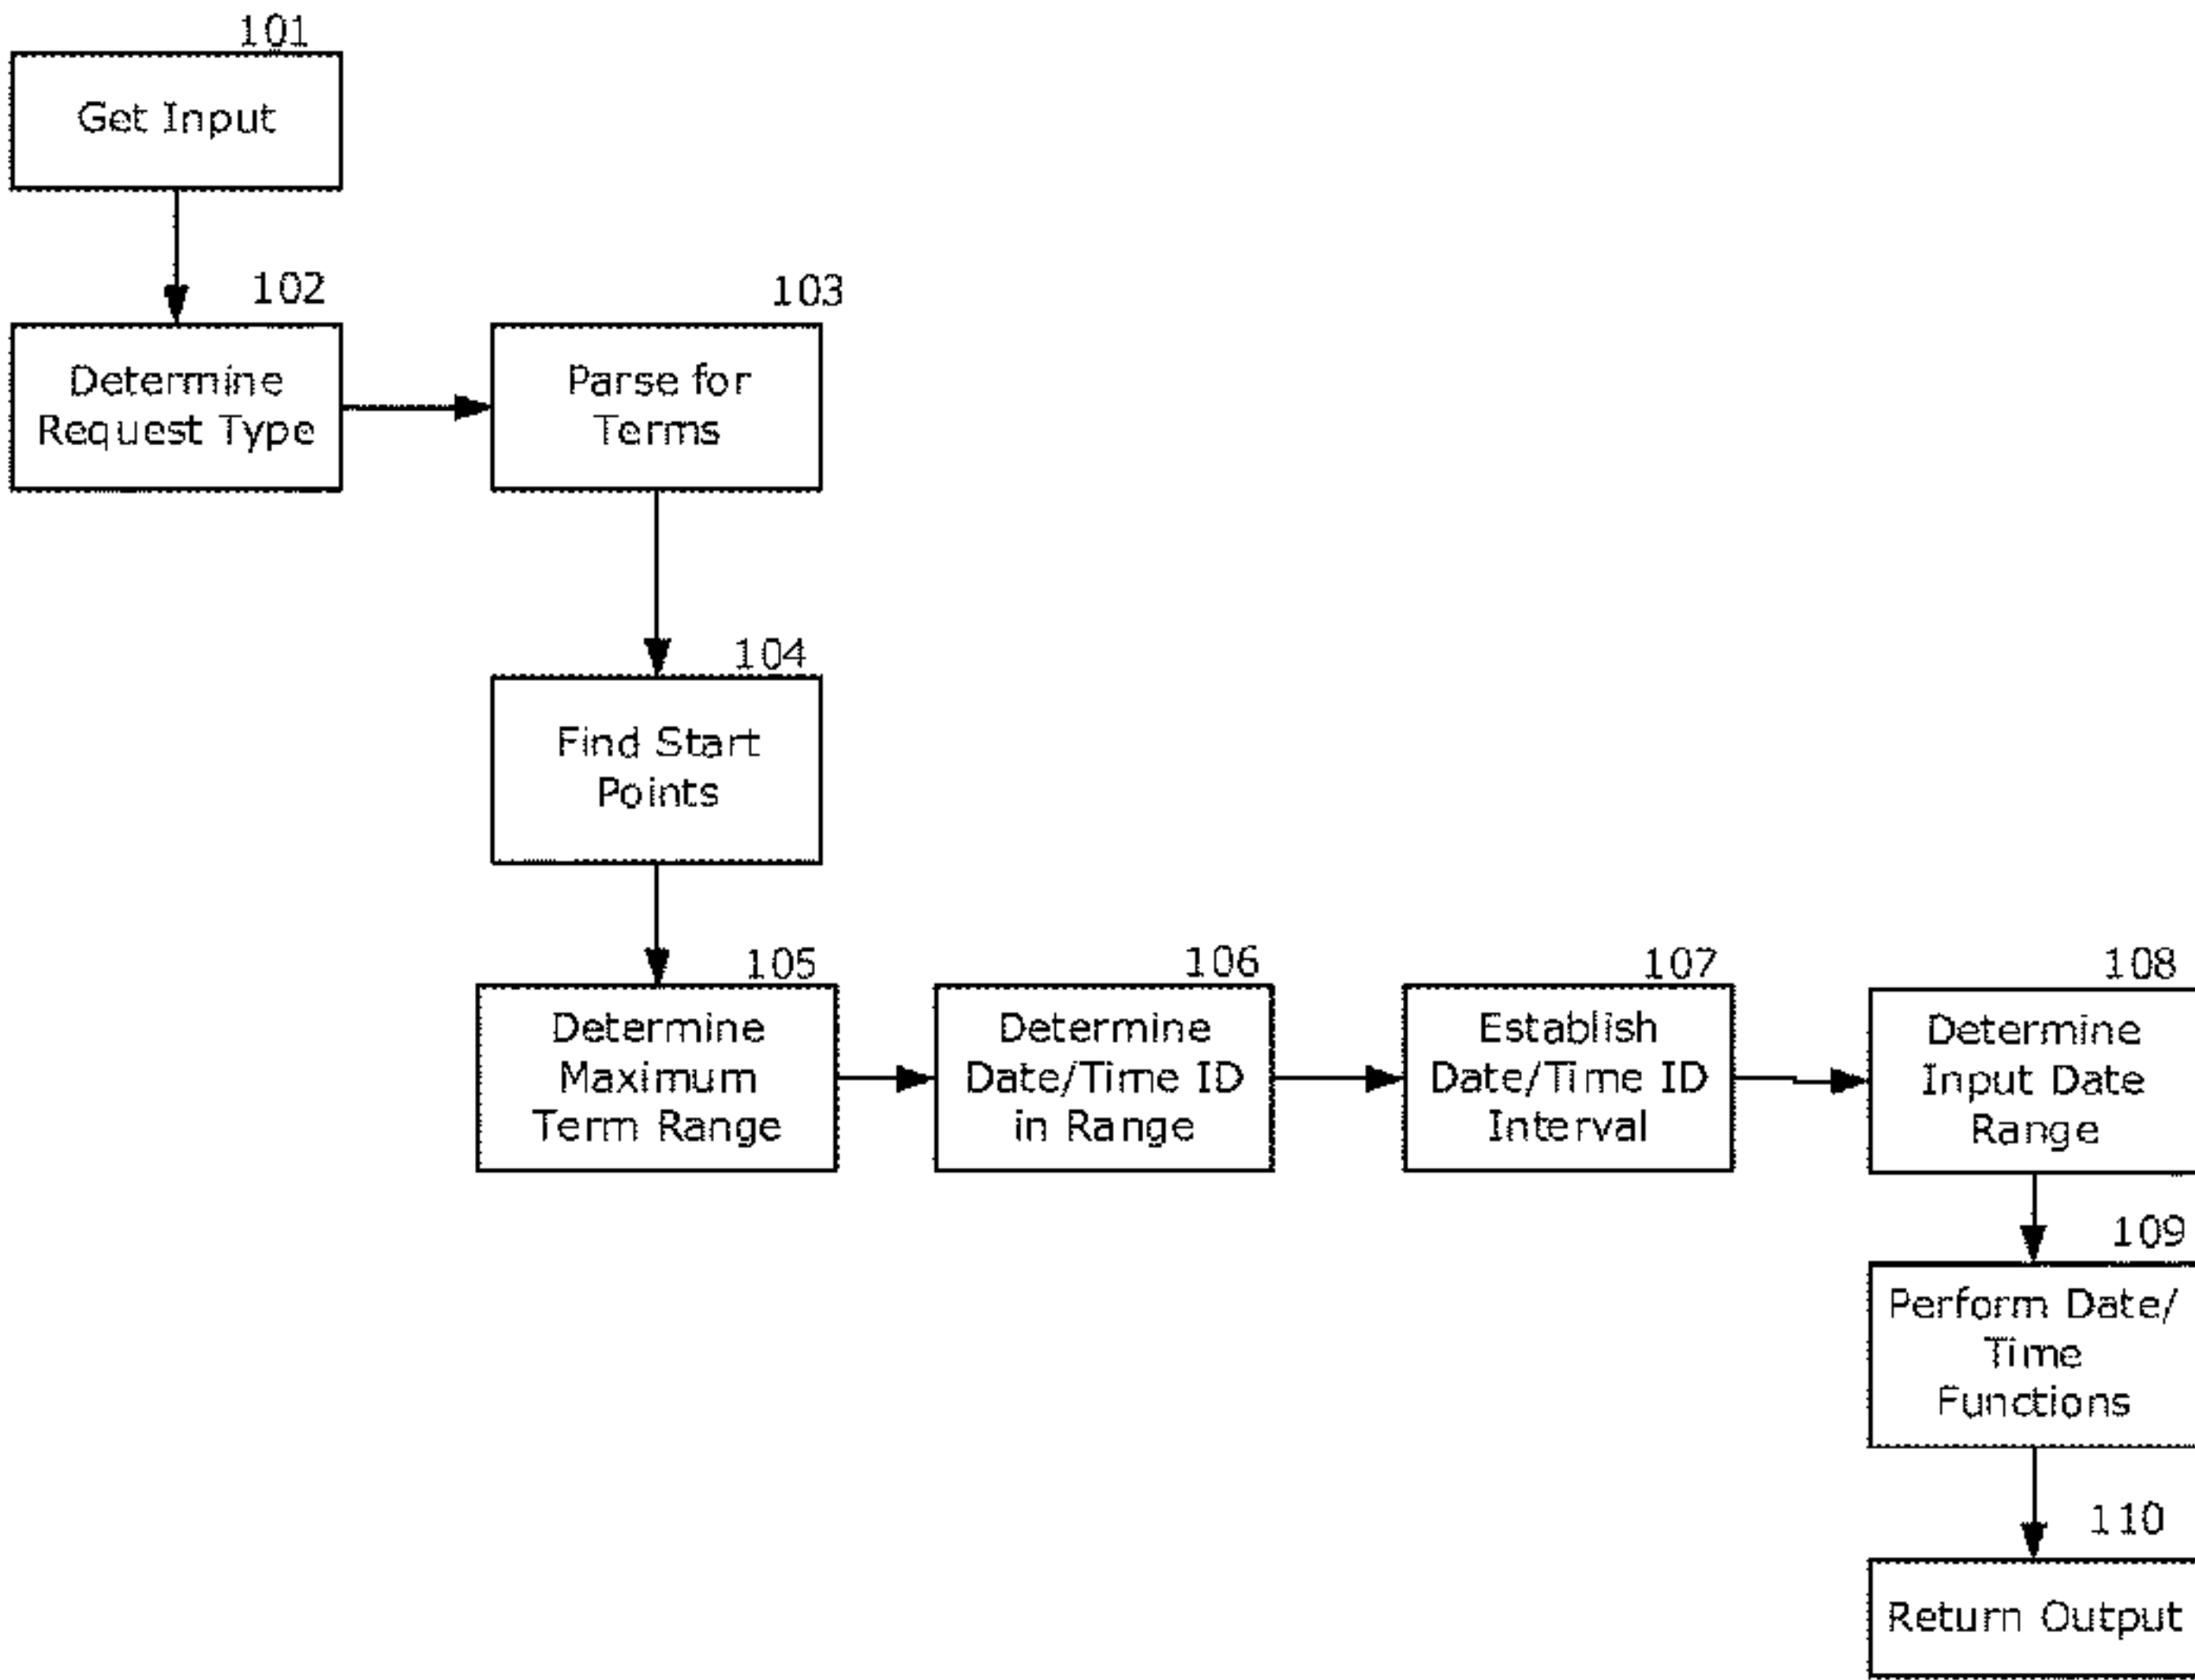 101
Get Input
102
Determine
Request Type
103
Parse for
Terms
104
Find Start
Points
105
Determine
Maximum
Term Range
106
Determine
Date/Time ID
in Range
107
Establish
Date/Time ID
Interval
108
Determine
Input Date
Range
109
Perform Date/
Time
Functions
110
Return Output